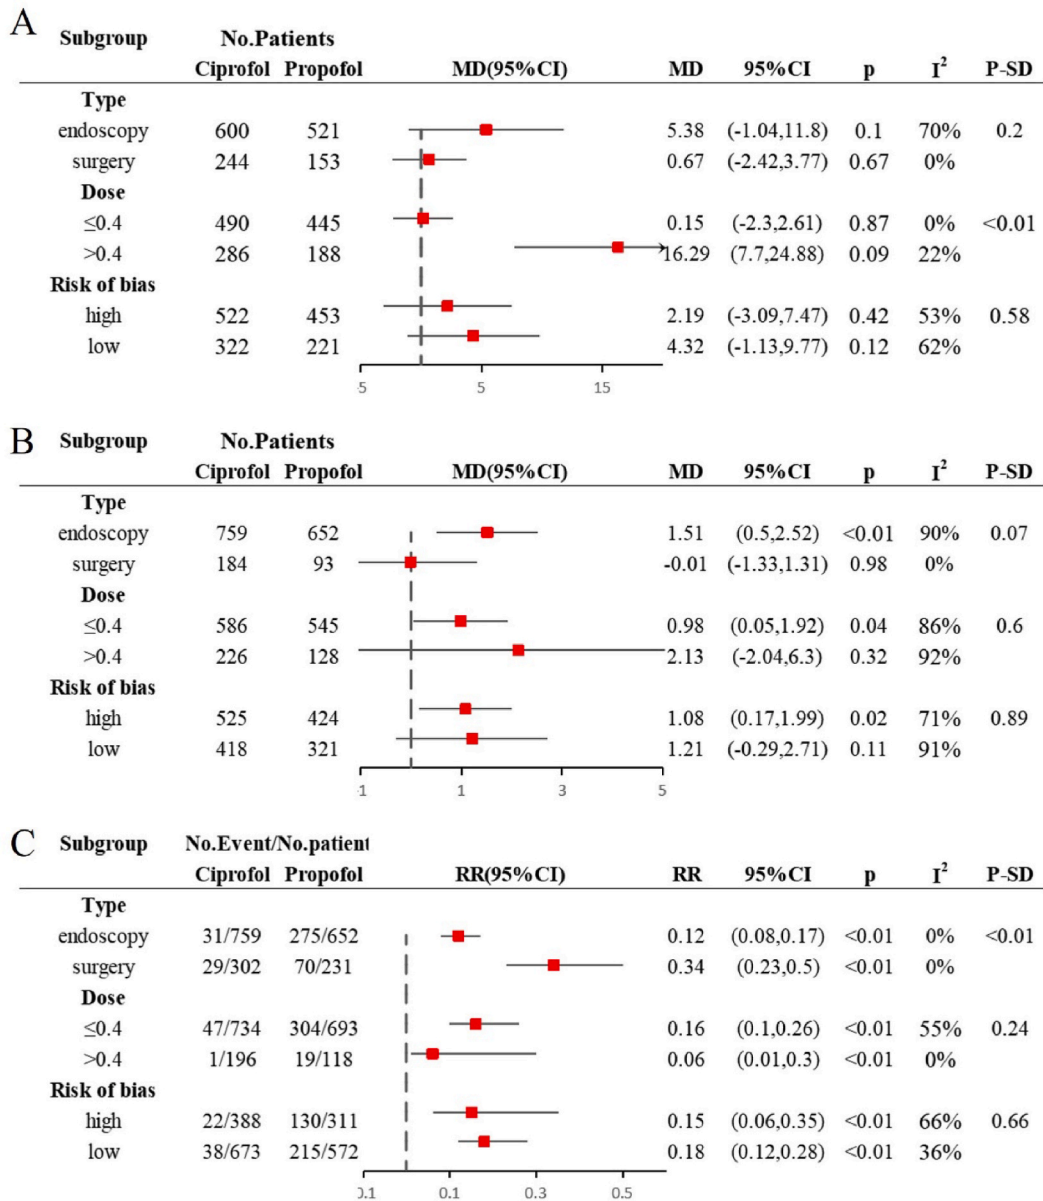 A Subgroup No.Patients
Ciprofol Propofol MD(95%CI) MD 95%CI p I² P-SD
Type
endoscopy 600 521 5.38 (-1.04,11.8) 0.1 70% 0.2
surgery 244 153 0.67 (-2.42,3.77) 0.67 0%
Dose
≤0.4 490 445 0.15 (-2.3,2.61) 0.87 0% <0.01
>0.4 286 188 16.29 (7.7,24.88) 0.09 22%
Risk of bias
high 522 453 2.19 (-3.09,7.47) 0.42 53% 0.58
low 322 221 4.32 (-1.13,9.77) 0.12 62%
-5 5 15
B Subgroup No.Patients
Ciprofol Propofol MD(95%CI) MD 95%CI p I² P-SD
Type
endoscopy 759 652 1.51 (0.5,2.52) <0.01 90% 0.07
surgery 184 93 -0.01 (-1.33,1.31) 0.98 0%
Dose
≤0.4 586 545 0.98 (0.05,1.92) 0.04 86% 0.6
>0.4 226 128 2.13 (-2.04,6.3) 0.32 92%
Risk of bias
high 525 424 1.08 (0.17,1.99) 0.02 71% 0.89
low 418 321 1.21 (-0.29,2.71) 0.11 91%
-1 1 3 5
C Subgroup No.Event/No.patient
Ciprofol Propofol RR(95%CI) RR 95%CI p I² P-SD
Type
endoscopy 31/759 275/652 0.12 (0.08,0.17) <0.01 0% <0.01
surgery 29/302 70/231 0.34 (0.23,0.5) <0.01 0%
Dose
≤0.4 47/734 304/693 0.16 (0.1,0.26) <0.01 55% 0.24
>0.4 1/196 19/118 0.06 (0.01,0.3) <0.01 0%
Risk of bias
high 22/388 130/311 0.15 (0.06,0.35) <0.01 66% 0.66
low 38/673 215/572 0.18 (0.12,0.28) <0.01 36%
-0.1 0.1 0.3 0.5